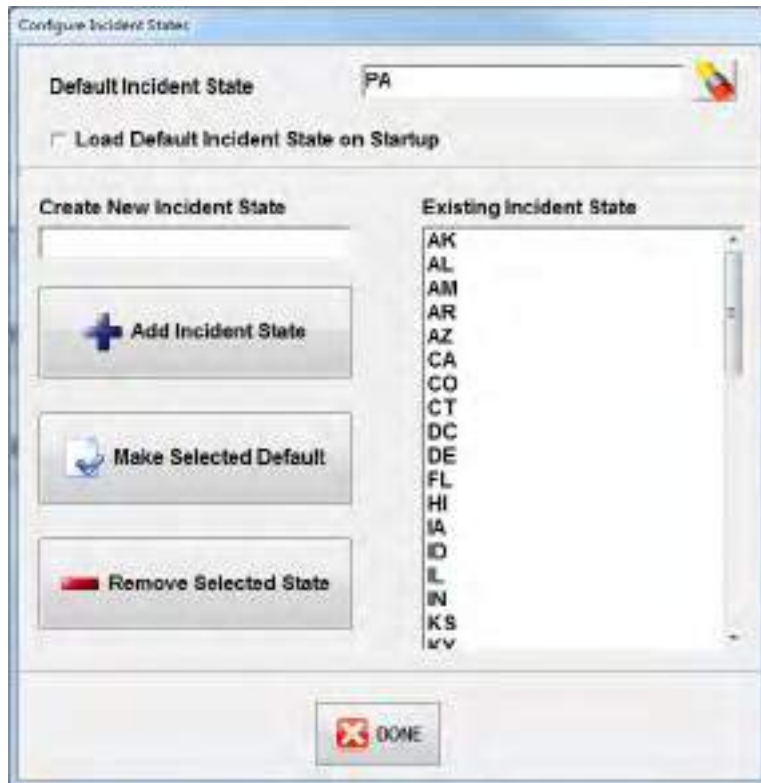 Configure Incident States
Default Incident State
PA
Load Default Incident State on Startup
Create New Incident State
Add Incident State
Make Selected Default
Remove Selected State
Existing Incident State
AK
AL
AM
AR
AZ
CA
CO
CT
DC
DE
FL
HI
IA
ID
IL
IN
KS
KY
DONE